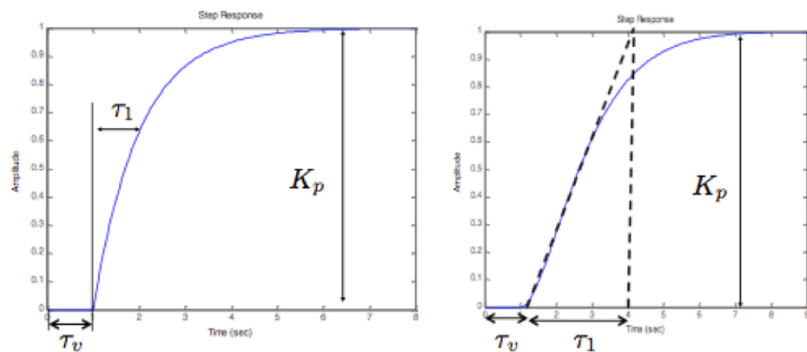 Step Response
1
0.9
0.8
0.7
0.6
0.5
0.4
0.3
0.2
0.1
0
Amplitude
τ1
Kp
0 1 2 3 4 5 6 7 8
Time (sec)
τv
Step Response
1
0.9
0.8
0.7
0.6
0.5
0.4
0.3
0.2
0.1
0
Amplitude
Kp
0 1 2 3 4 5 6 7 8 9
Time (sec)
τv τ1